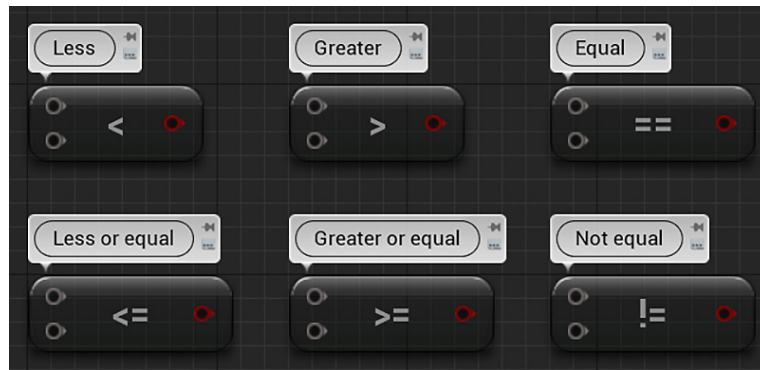 Less
Greater
Equal
<
>
==
Less or equal
Greater or equal
Not equal
<=
>=
!=